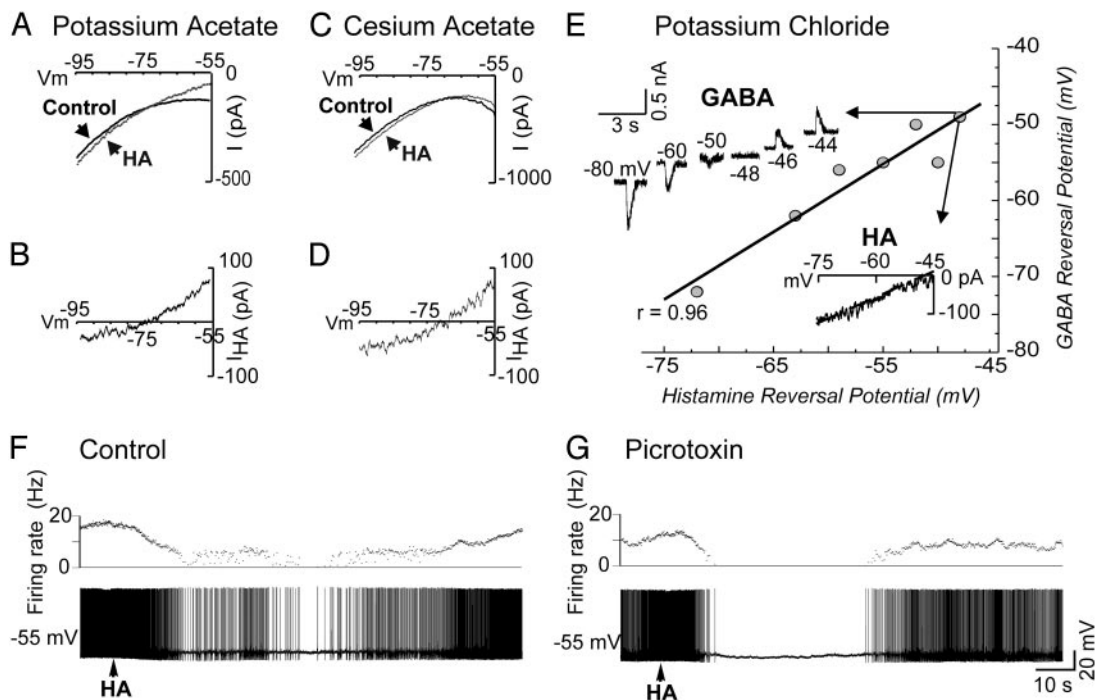 A Potassium Acetate
-95 -75 -55
Vm
0
Control
HA
I (pA)
-500
B
100
-95
Vm
-75
-55
I HA (pA)
-100
C Cesium Acetate
-95 -75 -55
Vm
0
Control
HA
I (pA)
-1000
D
100
-95
Vm
-75
-55
I HA (pA)
-100
E Potassium Chloride
0.5 nA
3 s
GABA
-80 mV
-60
-50
-48
-46
-44
HA
-75 -60 -45
mV
0 pA
-100
r = 0.96
-40
-50
-60
-70
-80
GABA Reversal Potential (mV)
-75 -65 -55 -45
Histamine Reversal Potential (mV)
F Control
Firing rate (Hz)
20
0
-55 mV
HA
G Picrotoxin
Firing rate (Hz)
20
0
-55 mV
HA
20 mV
10 s